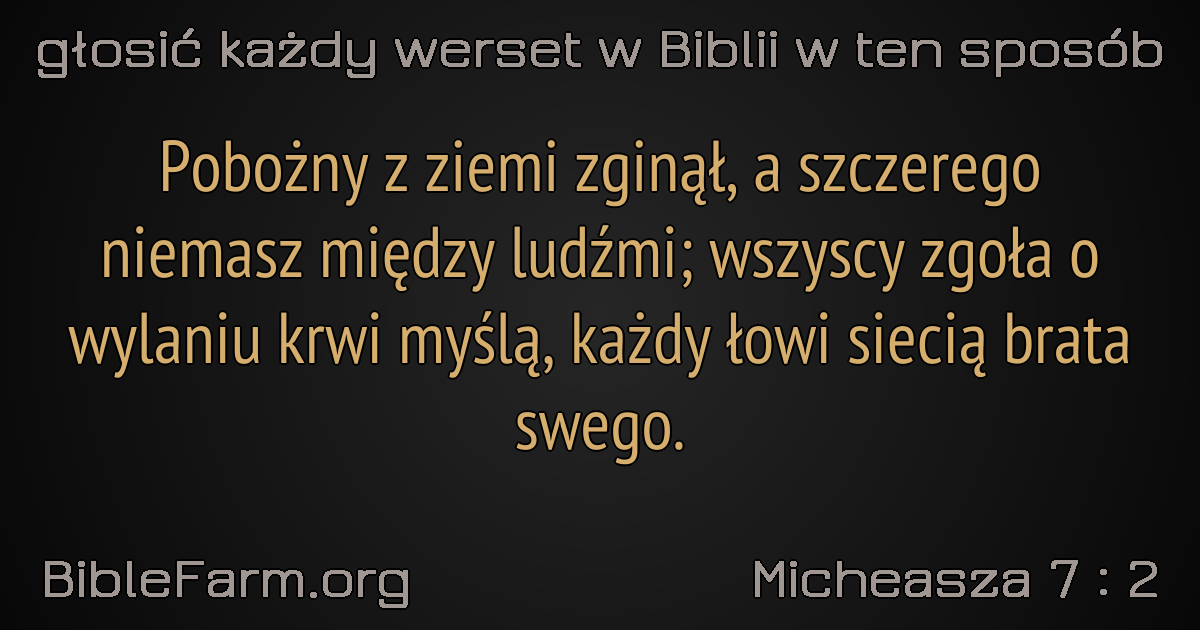 głosić każdy werset w Biblii w ten sposób
Pobożny z ziemi zginął, a szczerego
niemasz między ludźmi; wszyscy zgoła o
wylaniu krwi myślą, każdy łowi siecią brata
swego.
BibleFarm.org
Micheasza 7 : 2